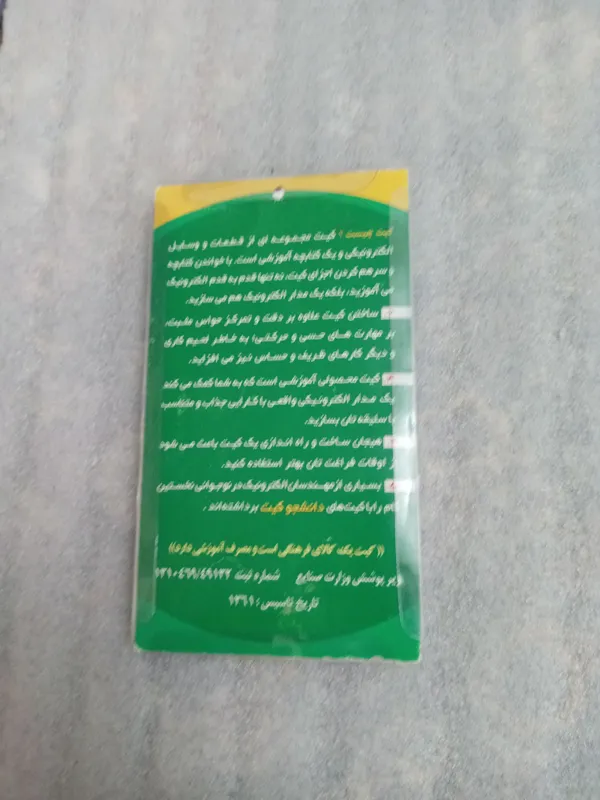 کیت چیست ؟ کیت مجموعه ای از قطعات و وسایل
الکترونیکی و یک کتابچه آموزشی است. با خواندن کتابچه
و سر هم کردن اجزای کیت، نه تنها قدم به قدم الکترونیک
می آموزید، بلکه یک مدار الکترونیک هم می سازید.
ساختن کیت علاوه بر دقت و تمرکز حواس مثبت،
بر مهارت های حسی و حرکتی، به خاطر لحیم کاری
و دیگر کارهای ظریف و حساس نیز می افزاید.
کیت محصولی آموزشی است که به شما کمک می کند
یک مدار الکترونیکی واقعی با کارایی جذاب و متناسب
با سلیقه تان بسازید.
هیجان ساخت و راه اندازی یک کیت باعث می شود
از اوقات فراغت تان بهتر استفاده کنید.
بسیاری از مهندسان الکترونیک در نوجوانی نخستین
گام را با کیت‌های دانشجو کیت برداشته‌اند .
(( کیت یک کالای فرهنگی است و مصرف آموزشی دارد))
زیر پوشش وزارت صنایع شماره ثبت
تاریخ تاسیس : ۱۳۶۱